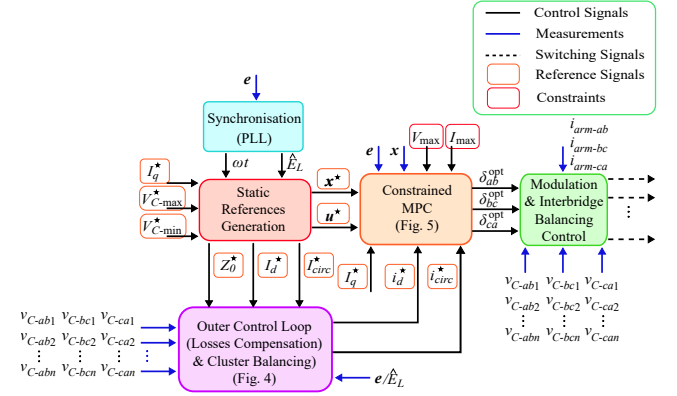 Control Signals
Measurements
Switching Signals
Reference Signals
Constraints
e
Synchronisation
(PLL)
ωt
Ê_L
I_q^★
V_C-max^★
V_C-min^★
Static
References
Generation
x^★
u^★
e x
V_max
I_max
Constrained
MPC
(Fig. 5)
δ_ab^opt
δ_bc^opt
δ_ca^opt
i_arm-ab
i_arm-bc
i_arm-ca
Modulation
& Interbridge
Balancing
Control
Z_0^★ I_d^★ I_circ^★
I_q^★ i_d^★ i_circ^★
v_C-ab1 v_C-bc1 v_C-ca1
v_C-ab2 v_C-bc2 v_C-ca2
v_C-abn v_C-bcn v_C-can
v_C-ab1 v_C-bc1 v_C-ca1
v_C-ab2 v_C-bc2 v_C-ca2
v_C-abn v_C-bcn v_C-can
Outer Control Loop
(Losses Compensation)
& Cluster Balancing)
(Fig. 4)
e/Ê_L